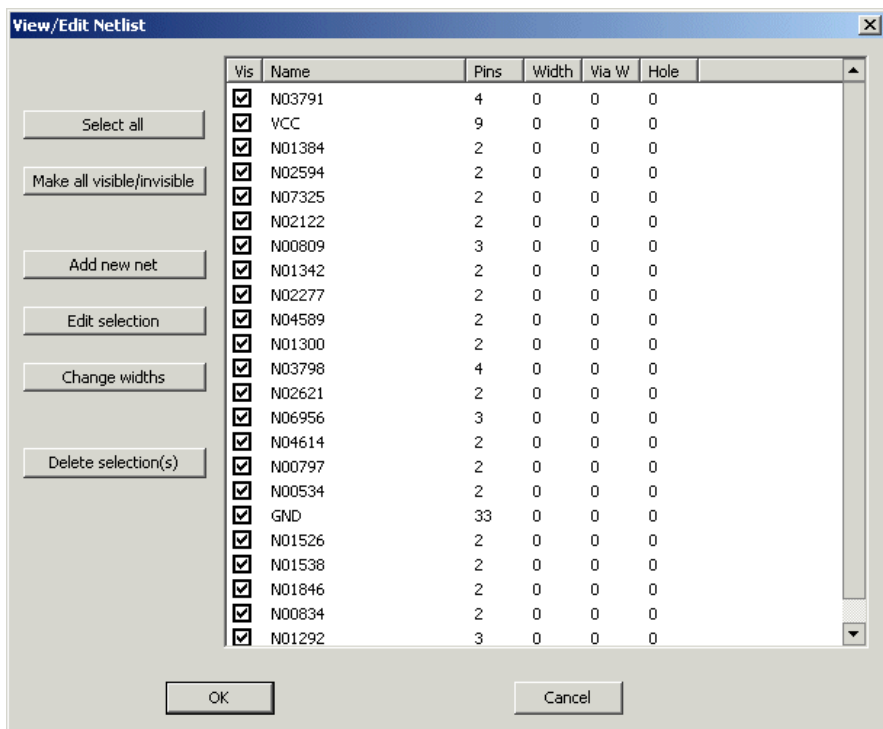 View/Edit Netlist
Vis Name Pins Width Via W Hole
N03791 4 0 0 0
Select all
VCC 9 0 0 0
N01384 2 0 0 0
Make all visible/invisible
N02594 2 0 0 0
N07325 2 0 0 0
N02122 2 0 0 0
N00809 3 0 0 0
Add new net
N01342 2 0 0 0
N02277 2 0 0 0
Edit selection
N04589 2 0 0 0
N01300 2 0 0 0
Change widths
N03798 4 0 0 0
N02621 2 0 0 0
N06956 3 0 0 0
N04614 2 0 0 0
Delete selection(s)
N00797 2 0 0 0
N00534 2 0 0 0
GND 33 0 0 0
N01526 2 0 0 0
N01538 2 0 0 0
N01846 2 0 0 0
N00834 2 0 0 0
N01292 3 0 0 0
OK Cancel